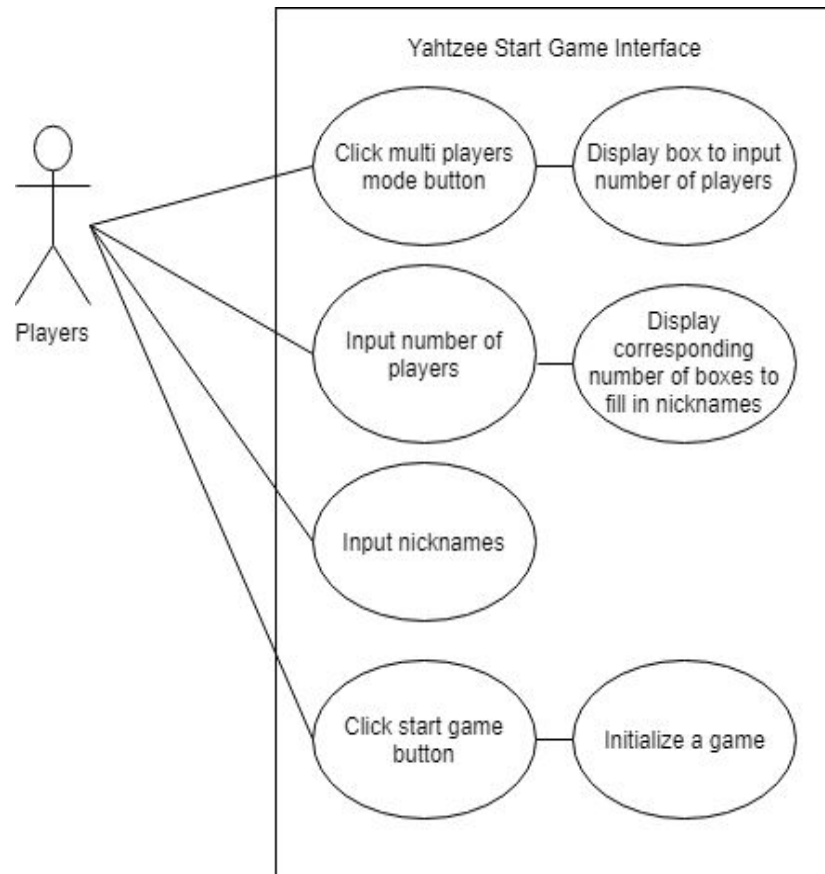 Yahtzee Start Game Interface
Click multi players
mode button
Display box to input
number of players
Players
Input number of
players
Display
corresponding
number of boxes to
fill in nicknames
Input nicknames
Click start game
button
Initialize a game